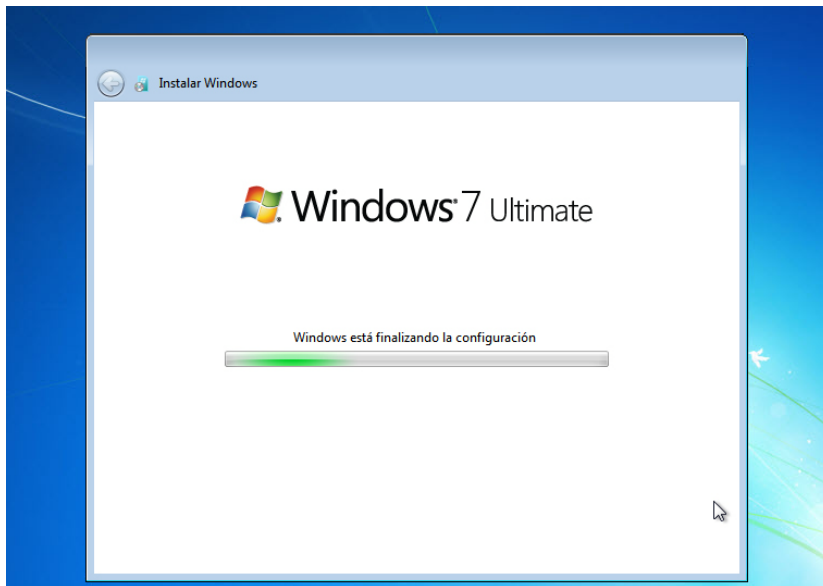 Instalar Windows
Windows 7 Ultimate
Windows está finalizando la configuración